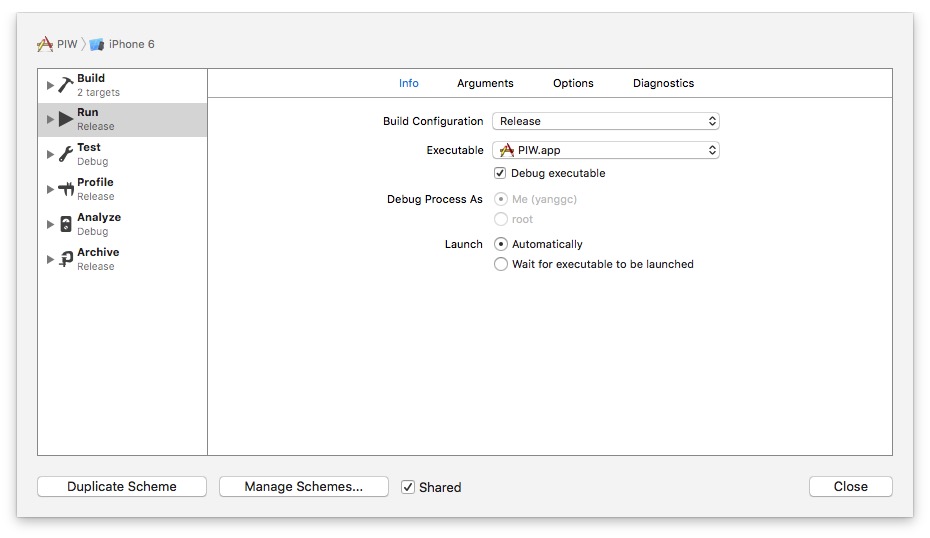 PIW iPhone 6
Build
2 targets
Run
Release
Test
Debug
Profile
Release
Analyze
Debug
Archive
Release
Info Arguments Options Diagnostics
Build Configuration Release
Executable PIW.app
Debug executable
Debug Process As Me (yanggc)
root
Launch Automatically
Wait for executable to be launched
Duplicate Scheme Manage Schemes... Shared Close